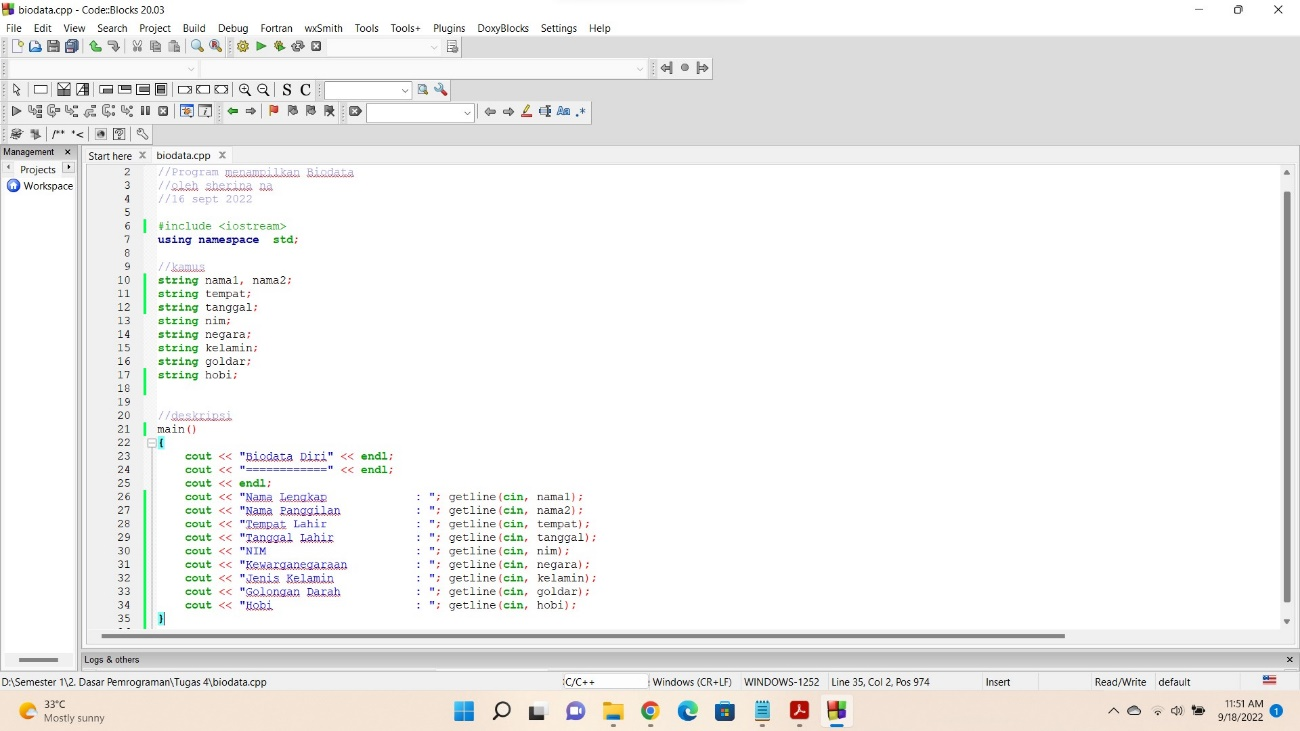 biodata.cpp - Code::Blocks 20.03
File Edit View Search Project Build Debug Fortran wxSmith Tools Tools+ Plugins DoxyBlocks Settings Help
S C
Aa .*
/** *<
Management
Start here biodata.cpp
Projects
Workspace
2 //Program menampilkan Biodata
3 //oleh sherina na
4 //16 sept 2022
5
6 #include <iostream>
7 using namespace  std;
8
9 //kamus
10 string nama1, nama2;
11 string tempat;
12 string tanggal;
13 string nim;
14 string negara;
15 string kelamin;
16 string goldar;
17 string hobi;
18
19
20 //deskripsi
21 main()
22 {
23     cout << "Biodata Diri" << endl;
24     cout << "============" << endl;
25     cout << endl;
26     cout << "Nama Lengkap             : "; getline(cin, nama1);
27     cout << "Nama Panggilan           : "; getline(cin, nama2);
28     cout << "Tempat Lahir             : "; getline(cin, tempat);
29     cout << "Tanggal Lahir            : "; getline(cin, tanggal);
30     cout << "NIM                      : "; getline(cin, nim);
31     cout << "Kewarganegaraan          : "; getline(cin, negara);
32     cout << "Jenis Kelamin            : "; getline(cin, kelamin);
33     cout << "Golongan Darah           : "; getline(cin, goldar);
34     cout << "Hobi                     : "; getline(cin, hobi);
35 }
Logs & others
D:\Semester 1\2. Dasar Pemrograman\Tugas 4\biodata.cpp C/C++ Windows (CR+LF) WINDOWS-1252 Line 35, Col 2, Pos 974 Insert Read/Write default
33°C
Mostly sunny
11:51 AM
9/18/2022
1